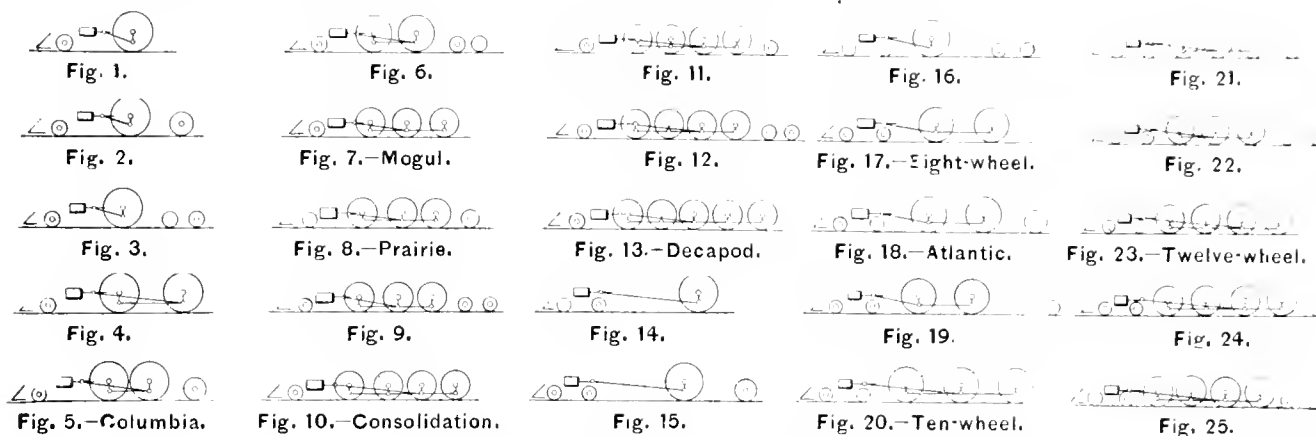 Fig. 1.
Fig. 6.
Fig. 11.
Fig. 16.
Fig. 21.
Fig. 2.
Fig. 7.—Mogul.
Fig. 12.
Fig. 17.—Eight-wheel.
Fig. 22.
Fig. 3.
Fig. 8.—Prairie.
Fig. 13.—Decapod.
Fig. 18.—Atlantic.
Fig. 23.—Twelve-wheel.
Fig. 4.
Fig. 9.
Fig. 14.
Fig. 19.
Fig. 24.
Fig. 5.—Columbia.
Fig. 10.—Consolidation.
Fig. 15.
Fig. 20.—Ten-wheel.
Fig. 25.